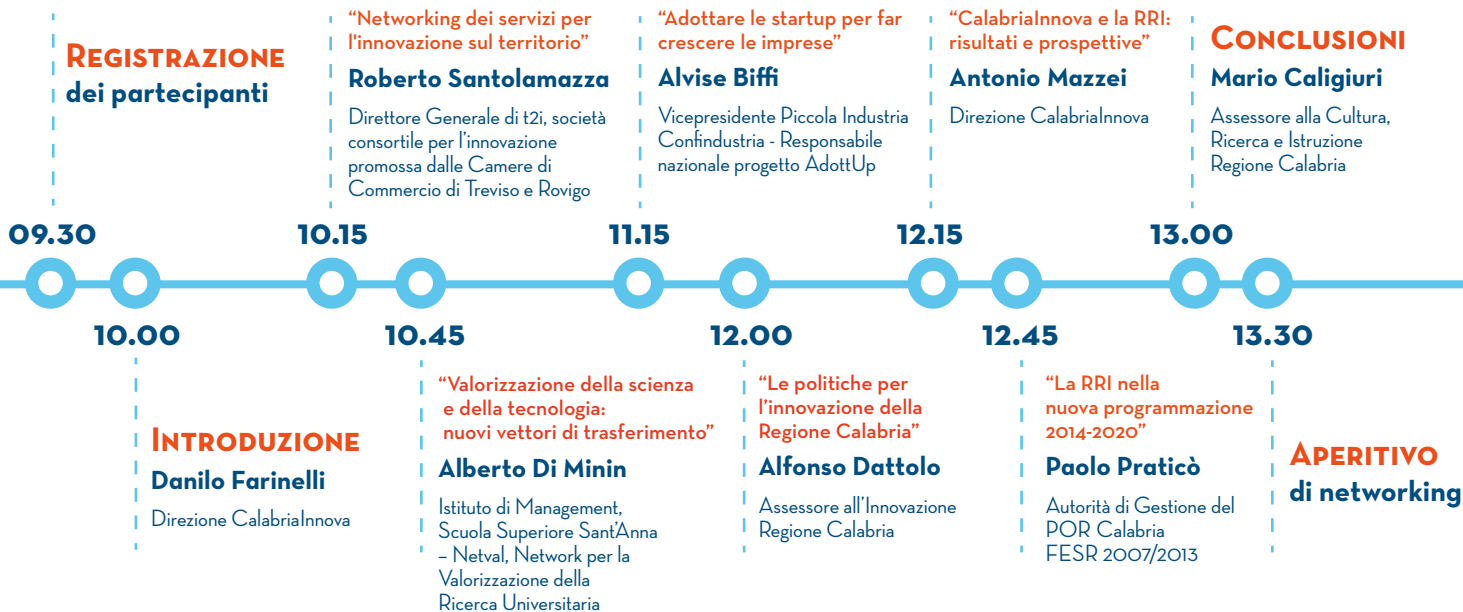 REGISTRAZIONE
dei partecipanti
“Networking dei servizi per
l'innovazione sul territorio”
Roberto Santolamazza
Direttore Generale di t2i, società
consortile per l’innovazione
promossa dalle Camere di
Commercio di Treviso e Rovigo
“Adottare le startup per far
crescere le imprese”
Alvise Biffi
Vicepresidente Piccola Industria
Confindustria - Responsabile
nazionale progetto AdottUp
“CalabriaInnova e la RRI:
risultati e prospettive”
Antonio Mazzei
Direzione CalabriaInnova
CONCLUSIONI
Mario Caligiuri
Assessore alla Cultura,
Ricerca e Istruzione
Regione Calabria
09.30
10.15
11.15
12.15
13.00
10.00
10.45
12.00
12.45
13.30
INTRODUZIONE
Danilo Farinelli
Direzione CalabriaInnova
“Valorizzazione della scienza
e della tecnologia:
nuovi vettori di trasferimento”
Alberto Di Minin
Istituto di Management,
Scuola Superiore Sant’Anna
– Netval, Network per la
Valorizzazione della
Ricerca Universitaria
“Le politiche per
l’innovazione della
Regione Calabria”
Alfonso Dattolo
Assessore all’Innovazione
Regione Calabria
“La RRI nella
nuova programmazione
2014-2020”
Paolo Praticò
Autorità di Gestione del
POR Calabria
FESR 2007/2013
APERITIVO
di networking